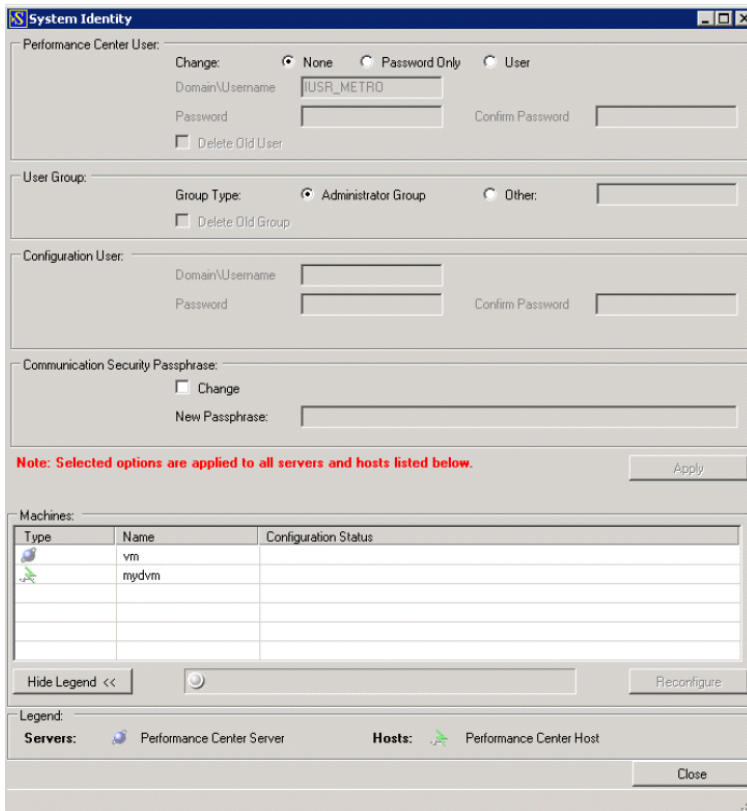 System Identity
Performance Center User:
Change: None Password Only User
Domain\Username IUSR_METRO
Password Confirm Password
Delete Old User
User Group:
Group Type: Administrator Group Other:
Delete Old Group
Configuration User:
Domain\Username
Password Confirm Password
Communication Security Passphrase:
Change
New Passphrase:
Note: Selected options are applied to all servers and hosts listed below.
Apply
Machines:
Type Name Configuration Status
vm
mydvm
Hide Legend << Reconfigure
Legend:
Servers: Performance Center Server Hosts: Performance Center Host
Close